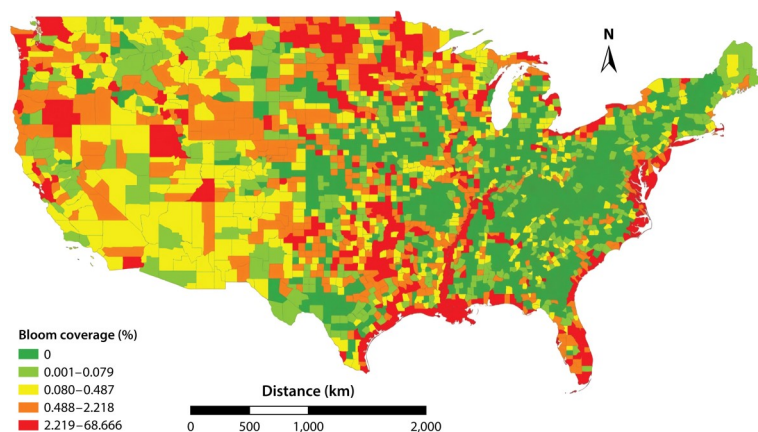 N
Bloom coverage (%)
0
0.001–0.079
0.080–0.487
0.488–2.218
2.219–68.666
Distance (km)
0 500 1,000 2,000